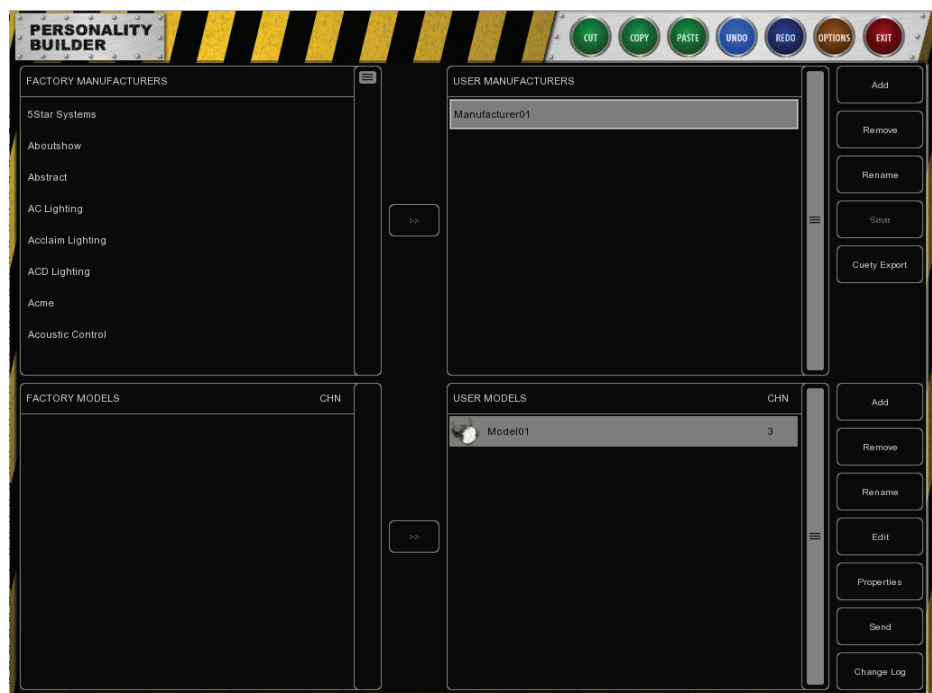 PERSONALITY
BUILDER
CUT
COPY
PASTE
UNDO
REDO
OPTIONS
EXIT
FACTORY MANUFACTURERS
5Star Systems
Aboutshow
Abstract
AC Lighting
Acclaim Lighting
ACD Lighting
Acme
Acoustic Control
>>
USER MANUFACTURERS
Manufacturer01
Add
Remove
Rename
Save
Cuety Export
FACTORY MODELS CHN
>>
USER MODELS CHN
Model01 3
Add
Remove
Rename
Edit
Properties
Send
Change Log